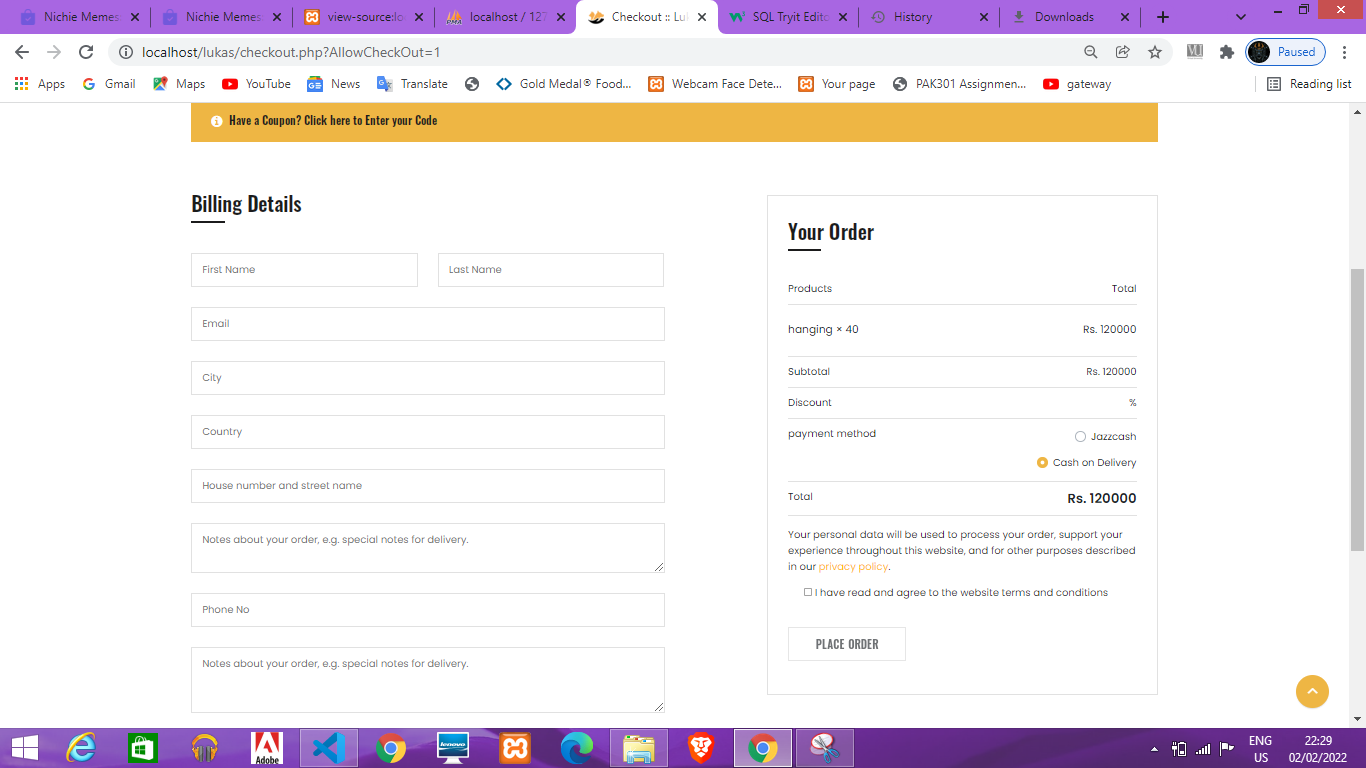 Nichie Memes
Nichie Memes
view-source:lo
localhost / 127
Checkout :: Lu
SQL Tryit Edito
History
Downloads
localhost/lukas/checkout.php?AllowCheckOut=1
Paused
Apps
Gmail
Maps
YouTube
News
Translate
Gold Medal® Food...
Webcam Face Dete...
Your page
PAK301 Assignmen...
gateway
Reading list
Have a Coupon? Click here to Enter your Code
Billing Details
First Name
Last Name
Email
City
Country
House number and street name
Notes about your order, e.g. special notes for delivery.
Phone No
Notes about your order, e.g. special notes for delivery.
Your Order
Products Total
hanging × 40 Rs. 120000
Subtotal Rs. 120000
Discount %
payment method Jazzcash
Cash on Delivery
Total Rs. 120000
Your personal data will be used to process your order, support your
experience throughout this website, and for other purposes described
in our privacy policy.
I have read and agree to the website terms and conditions
PLACE ORDER
Adobe
lenovo
ENG
US
22:29
02/02/2022